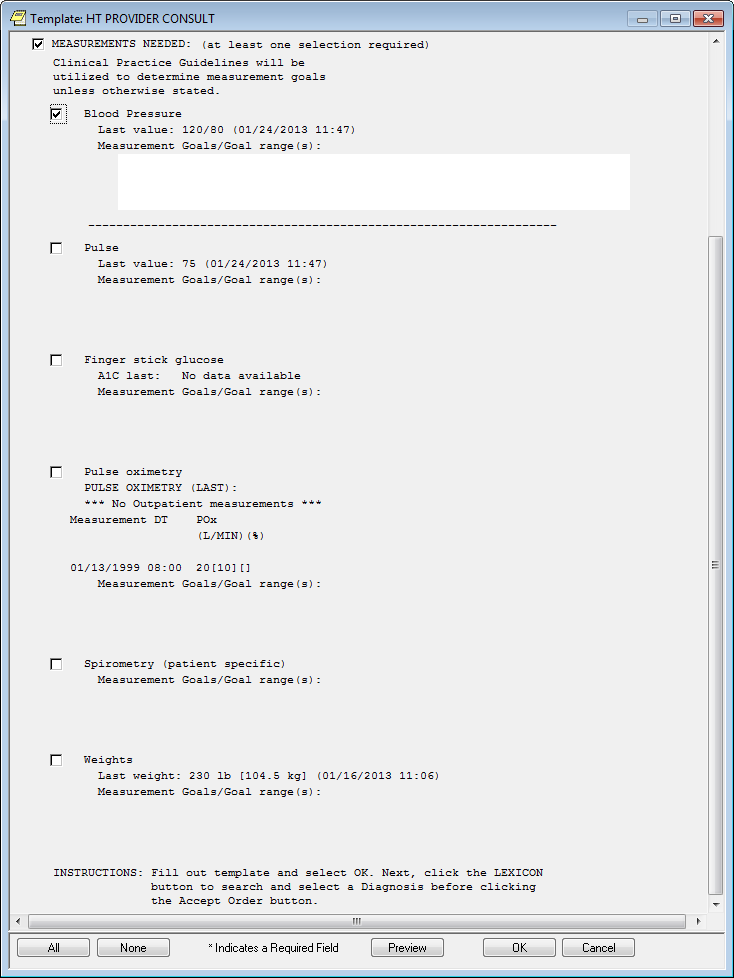 Template: HT PROVIDER CONSULT
MEASUREMENTS NEEDED: (at least one selection required)
Clinical Practice Guidelines will be
utilized to determine measurement goals
unless otherwise stated.
Blood Pressure
Last value: 120/80 (01/24/2013 11:47)
Measurement Goals/Goal range(s):
-------------------------------------------------------------------
Pulse
Last value: 75 (01/24/2013 11:47)
Measurement Goals/Goal range(s):
Finger stick glucose
A1C last:   No data available
Measurement Goals/Goal range(s):
Pulse oximetry
PULSE OXIMETRY (LAST):
*** No Outpatient measurements ***
Measurement DT    POx
(L/MIN)(%)
01/13/1999 08:00  20[10][]
Measurement Goals/Goal range(s):
Spirometry (patient specific)
Measurement Goals/Goal range(s):
Weights
Last weight: 230 lb [104.5 kg] (01/16/2013 11:06)
Measurement Goals/Goal range(s):
INSTRUCTIONS: Fill out template and select OK. Next, click the LEXICON
button to search and select a Diagnosis before clicking
the Accept Order button.
All None * Indicates a Required Field Preview OK Cancel